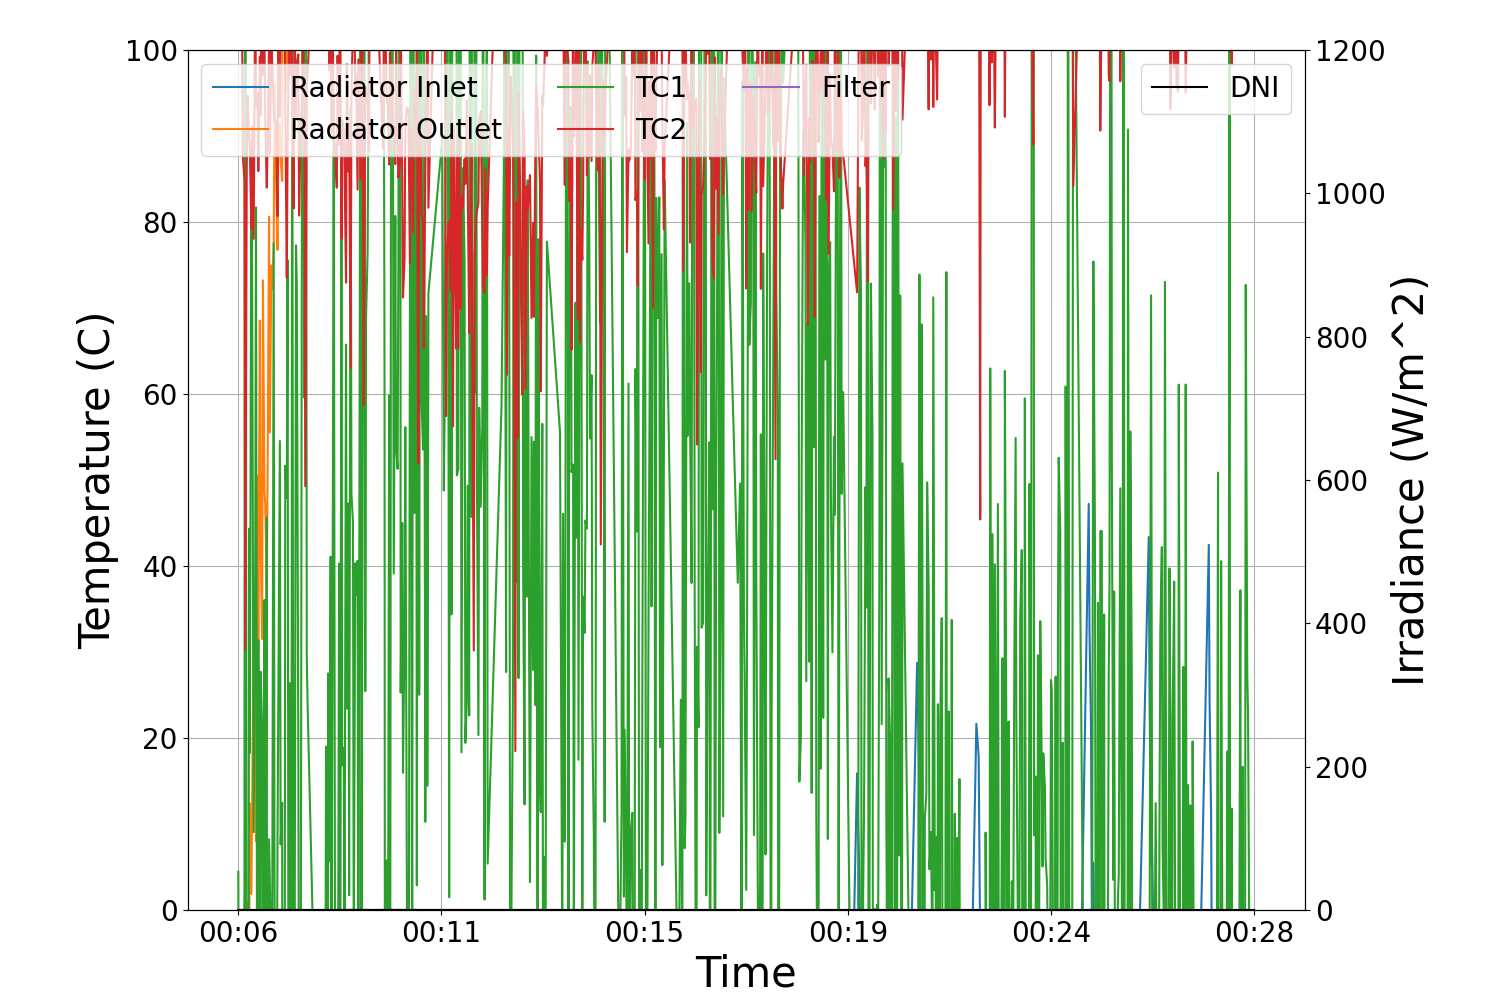 Radiator Inlet
Radiator Outlet
TC1
TC2
Filter
DNI
Temperature (C)
100
80
60
40
20
0
1200
1000
800
600
400
200
0
Irradiance (W/m^2)
00:06 00:11 00:15 00:19 00:24 00:28
Time